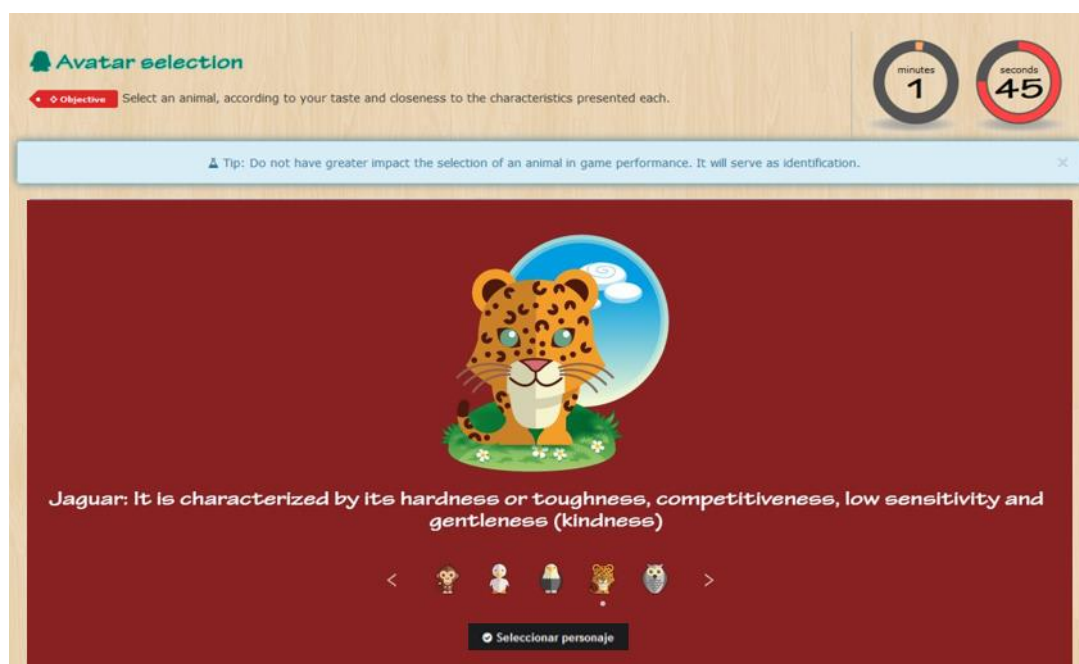 Avatar selection
Objective Select an animal, according to your taste and closeness to the characteristics presented each.
minutes
1
seconds
45
Tip: Do not have greater impact the selection of an animal in game performance. It will serve as identification.
Jaguar: It is characterized by its hardness or toughness, competitiveness, low sensitivity and
gentleness (kindness)
Seleccionar personaje